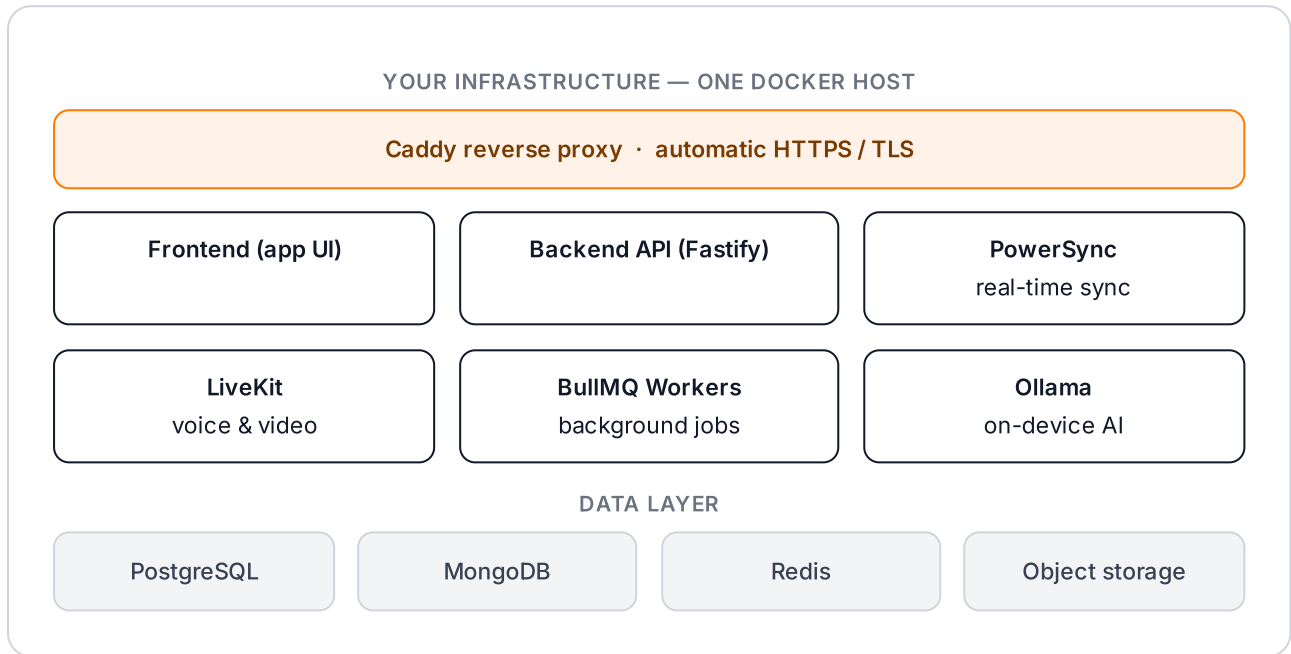 YOUR INFRASTRUCTURE — ONE DOCKER HOST
Caddy reverse proxy · automatic HTTPS / TLS
Frontend (app UI)
Backend API (Fastify)
PowerSync
real-time sync
LiveKit
voice & video
BullMQ Workers
background jobs
Ollama
on-device AI
DATA LAYER
PostgreSQL
MongoDB
Redis
Object storage